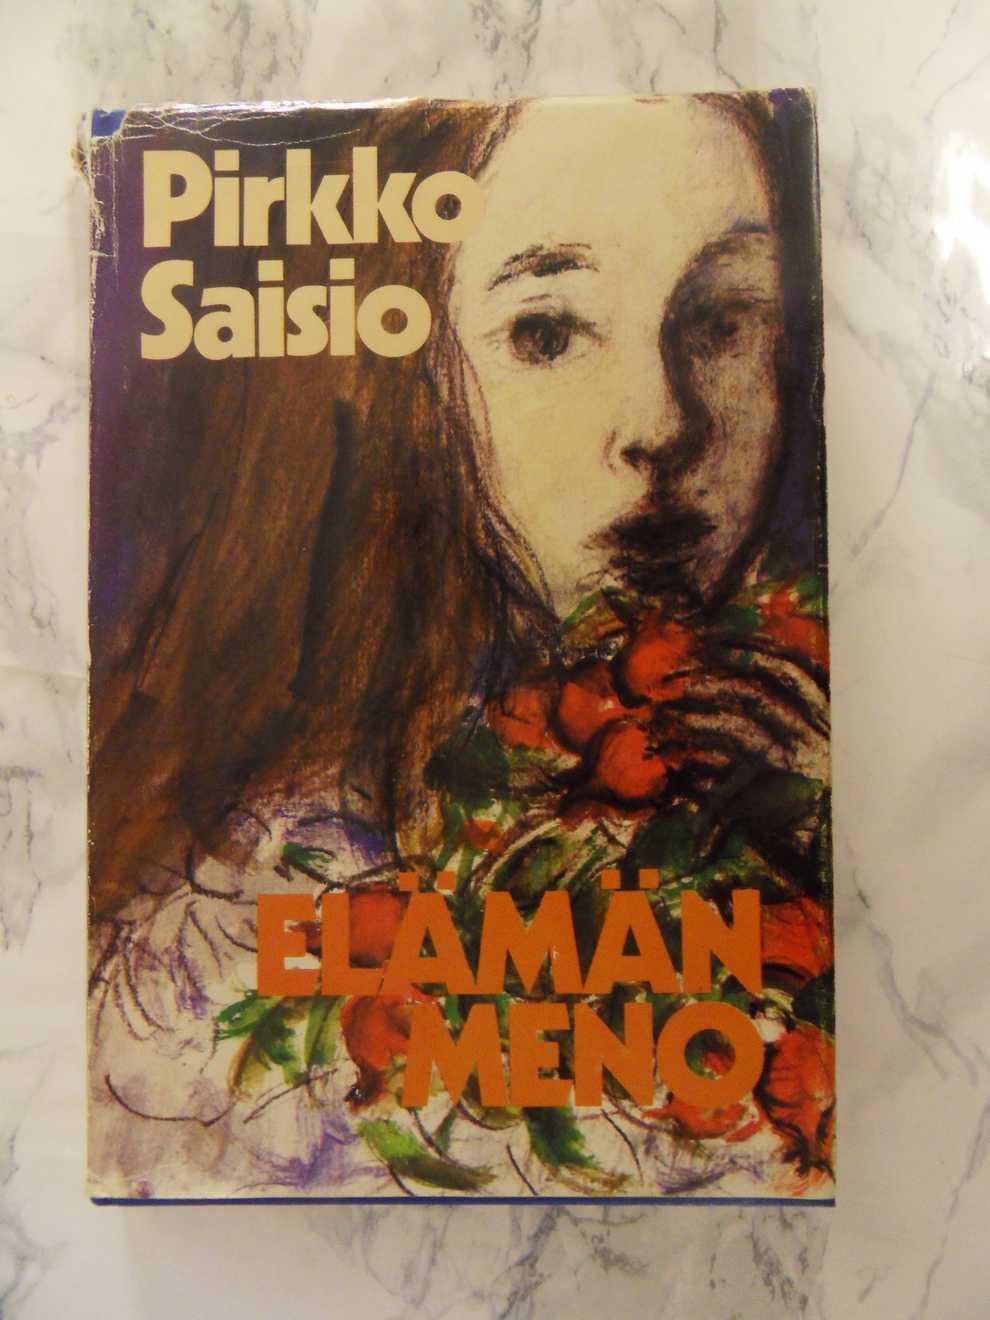 Pirkko
Saisio
ELÄMÄN
MENO